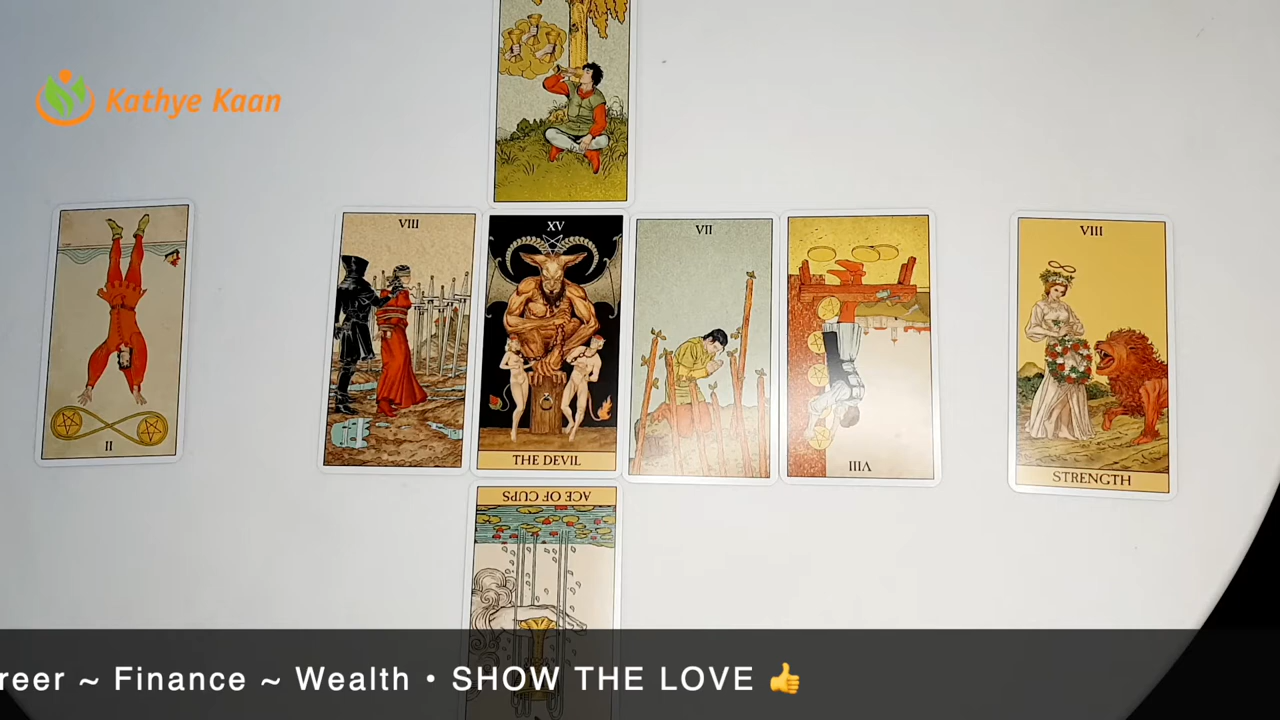 Kathye Kaan
II
VIII
XV
THE DEVIL
VII
VIII
VIII
STRENGTH
ACE OF CUPS
reer ~ Finance ~ Wealth • SHOW THE LOVE 👍